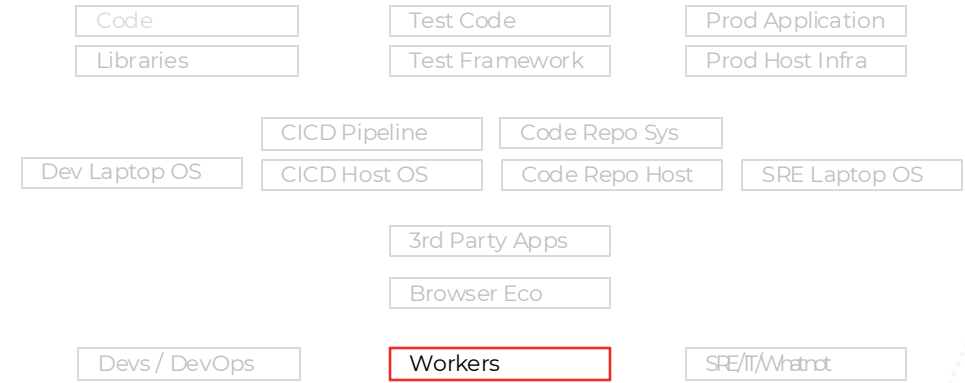 Code
Test Code
Prod Application
Libraries
Test Framework
Prod Host Infra
CICD Pipeline
Code Repo Sys
Dev Laptop OS
CICD Host OS
Code Repo Host
SRE Laptop OS
3rd Party Apps
Browser Eco
Devs / DevOps
Workers
SRE/IT/Whatnot